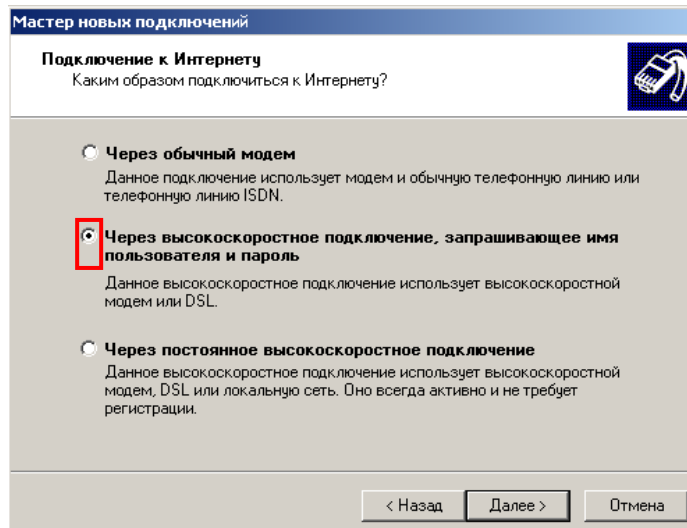 Мастер новых подключений
Подключение к Интернету
Каким образом подключиться к Интернету?
Через обычный модем
Данное подключение использует модем и обычную телефонную линию или
телефонную линию ISDN.
Через высокоскоростное подключение, запрашивающее имя
пользователя и пароль
Данное высокоскоростное подключение использует высокоскоростной
модем или DSL.
Через постоянное высокоскоростное подключение
Данное высокоскоростное подключение использует высокоскоростной
модем, DSL или локальную сеть. Оно всегда активно и не требует
регистрации.
< Назад Далее > Отмена